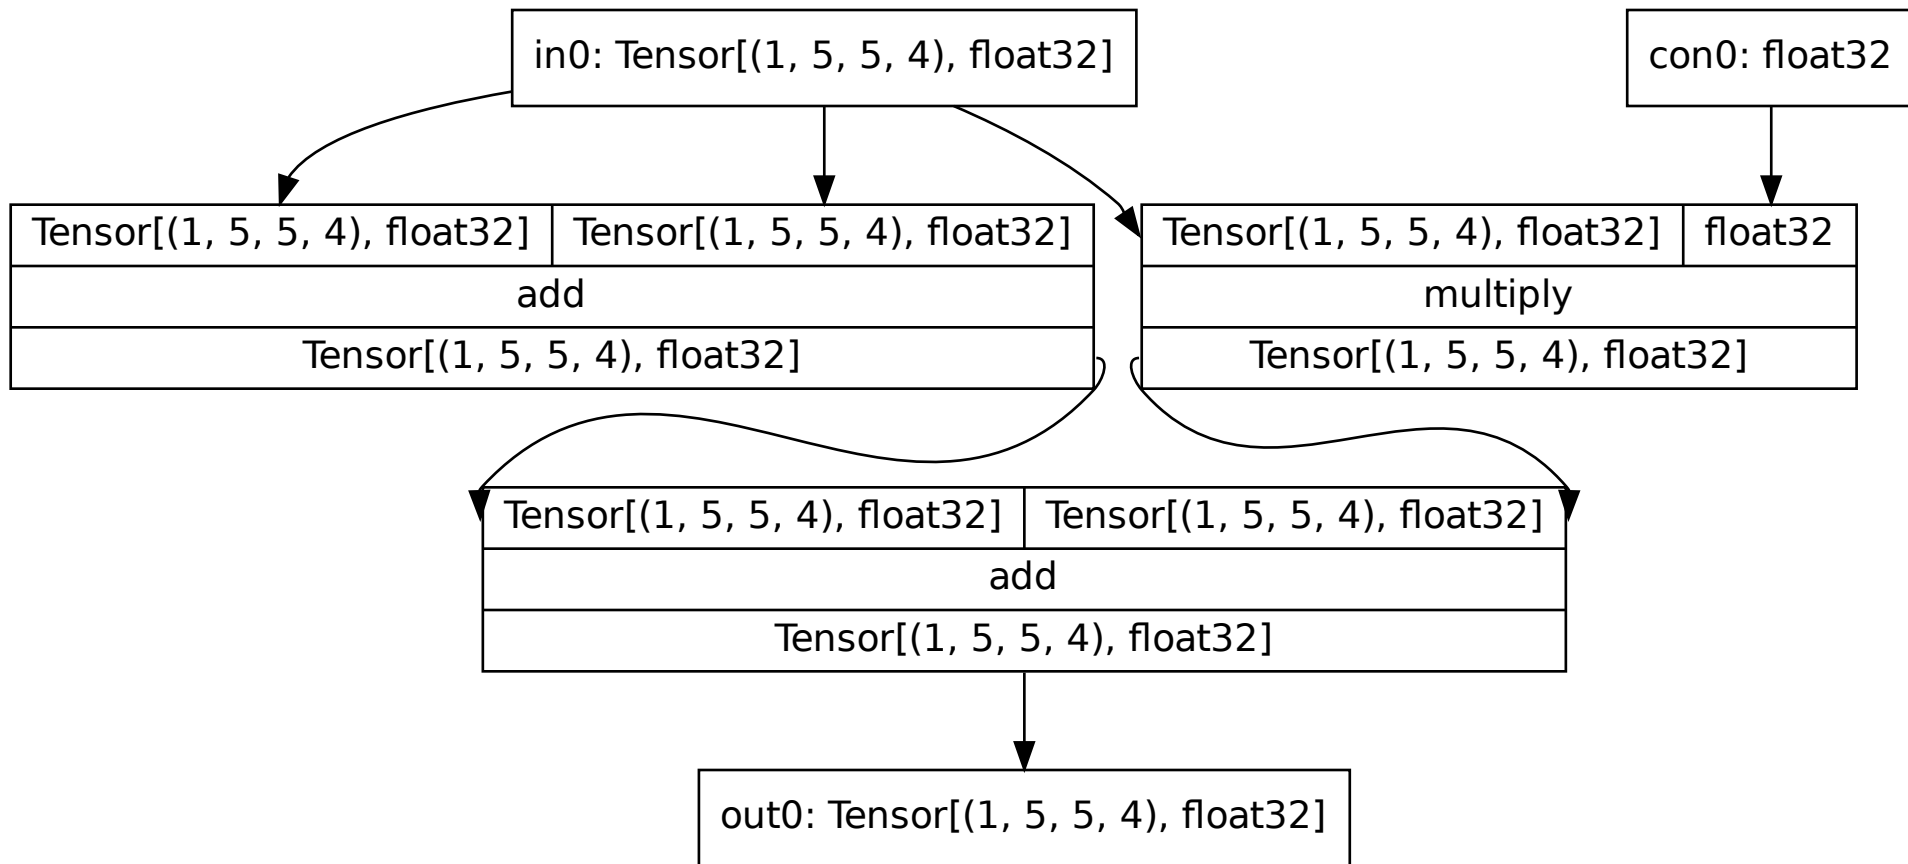 in0: Tensor[(1, 5, 5, 4), float32]
con0: float32
Tensor[(1, 5, 5, 4), float32]
Tensor[(1, 5, 5, 4), float32]
add
Tensor[(1, 5, 5, 4), float32]
Tensor[(1, 5, 5, 4), float32]
float32
multiply
Tensor[(1, 5, 5, 4), float32]
Tensor[(1, 5, 5, 4), float32]
Tensor[(1, 5, 5, 4), float32]
add
Tensor[(1, 5, 5, 4), float32]
out0: Tensor[(1, 5, 5, 4), float32]